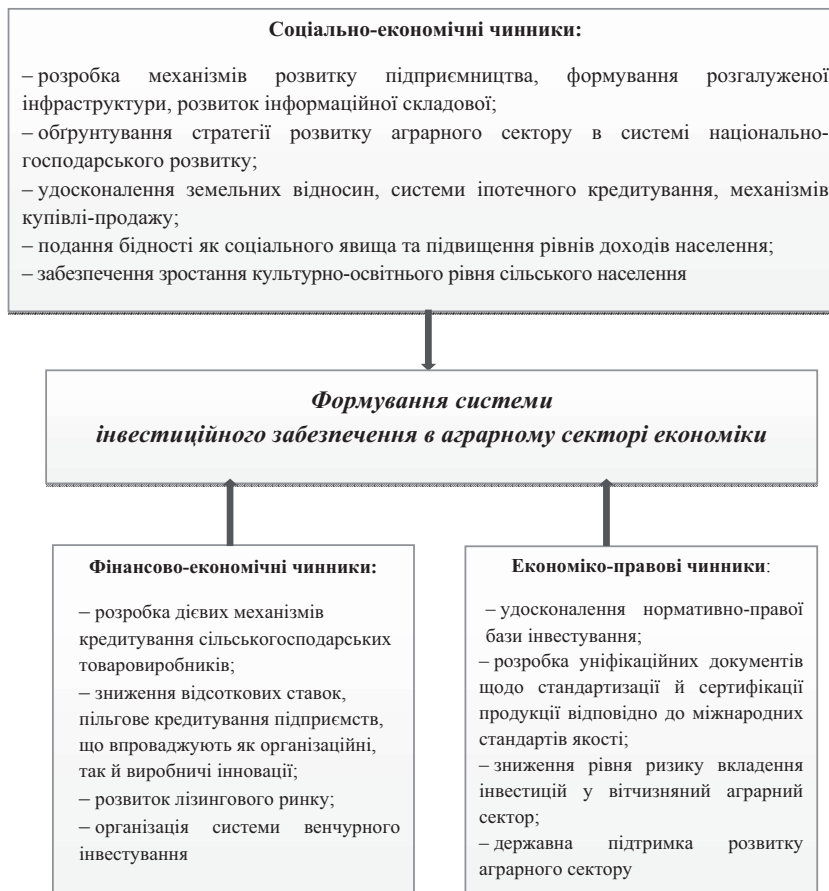 Соціально-економічні чинники:
– розробка механізмів розвитку підприємництва, формування розгалуженої
інфраструктури, розвиток інформаційної складової;
– обґрунтування стратегії розвитку аграрного сектору в системі національно-
господарського розвитку;
– удосконалення земельних відносин, системи іпотечного кредитування, механізмів
купівлі-продажу;
– подання бідності як соціального явища та підвищення рівнів доходів населення;
– забезпечення зростання культурно-освітнього рівня сільського населення
Формування системи
інвестиційного забезпечення в аграрному секторі економіки
Фінансово-економічні чинники:
– розробка дієвих механізмів
кредитування сільськогосподарських
товаровиробників;
– зниження відсоткових ставок,
пільгове кредитування підприємств,
що впроваджують як організаційні,
так й виробничі інновації;
– розвиток лізингового ринку;
– організація системи венчурного
інвестування
Економіко-правові чинники:
– удосконалення нормативно-правої
бази інвестування;
– розробка уніфікаційних документів
щодо стандартизації й сертифікації
продукції відповідно до міжнародних
стандартів якості;
– зниження рівня ризику вкладення
інвестицій у вітчизняний аграрний
сектор;
– державна підтримка розвитку
аграрного сектору